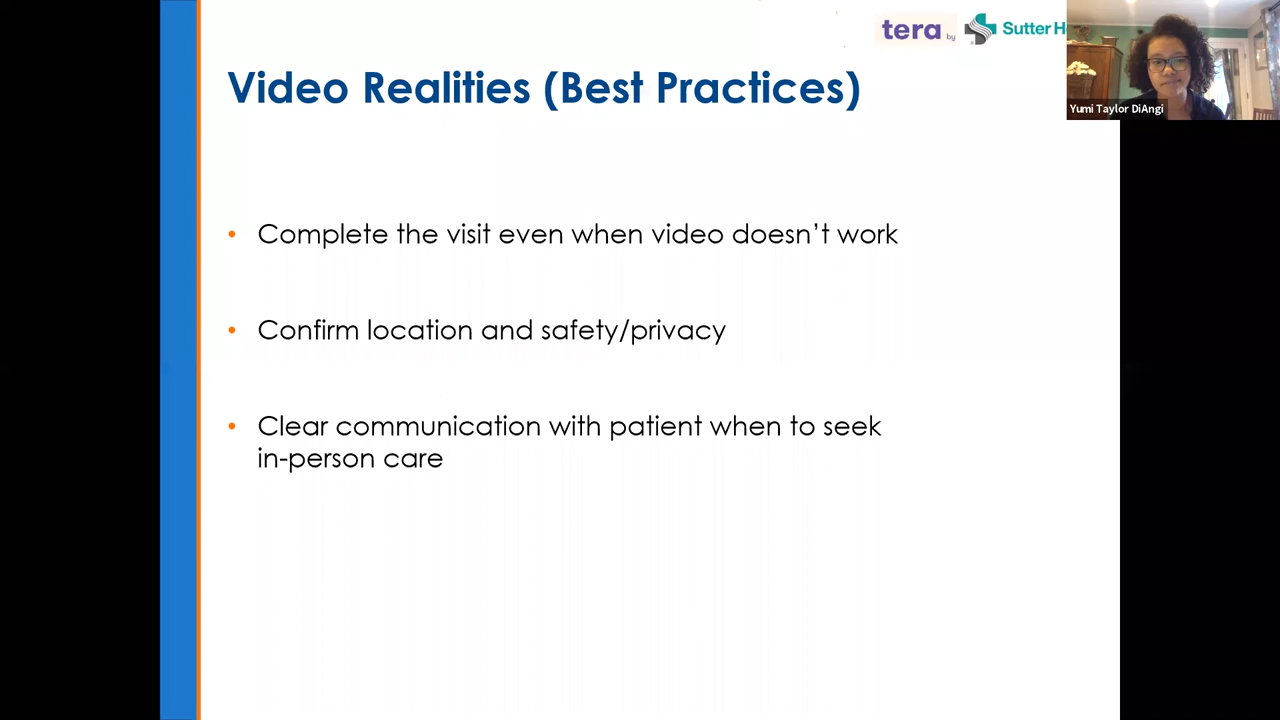 tera by Sutter H
Video Realities (Best Practices)
Yumi Taylor DiAngi
• Complete the visit even when video doesn’t work
• Confirm location and safety/privacy
• Clear communication with patient when to seek
in-person care